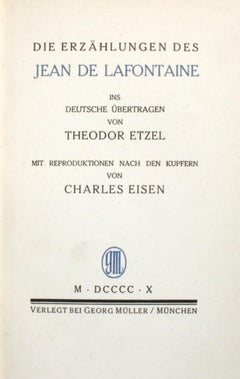 DIE ERZÄHLUNGEN DES
JEAN DE LAFONTAINE
INS
DEUTSCHE ÜBERTRAGEN
VON
THEODOR ETZEL
MIT REPRODUKTIONEN NACH DEN KUPFERN
VON
CHARLES EISEN
GM
M · DCCCC · X
VERLEGT BEI GEORG MÜLLER / MÜNCHEN